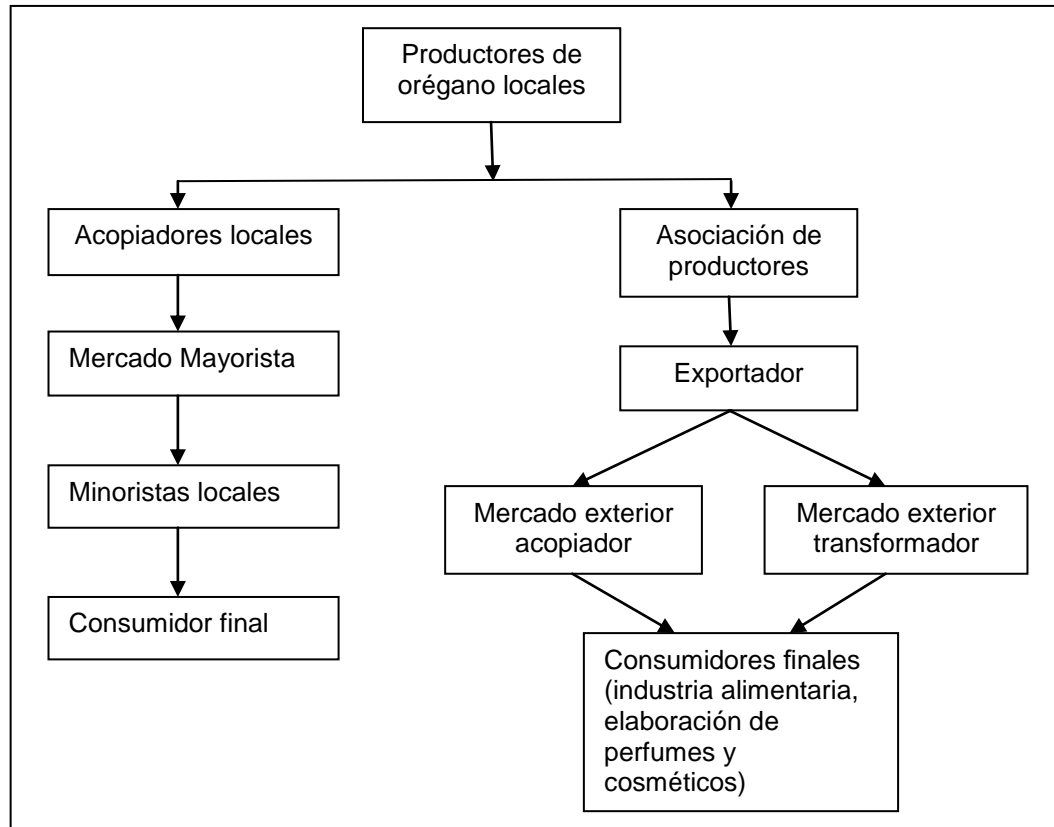 Productores de
orégano locales
Acopiadores locales
Asociación de
productores
Mercado Mayorista
Exportador
Minoristas locales
Mercado exterior
acopiador
Mercado exterior
transformador
Consumidor final
Consumidores finales
(industria alimentaria,
elaboración de
perfumes y
cosméticos)